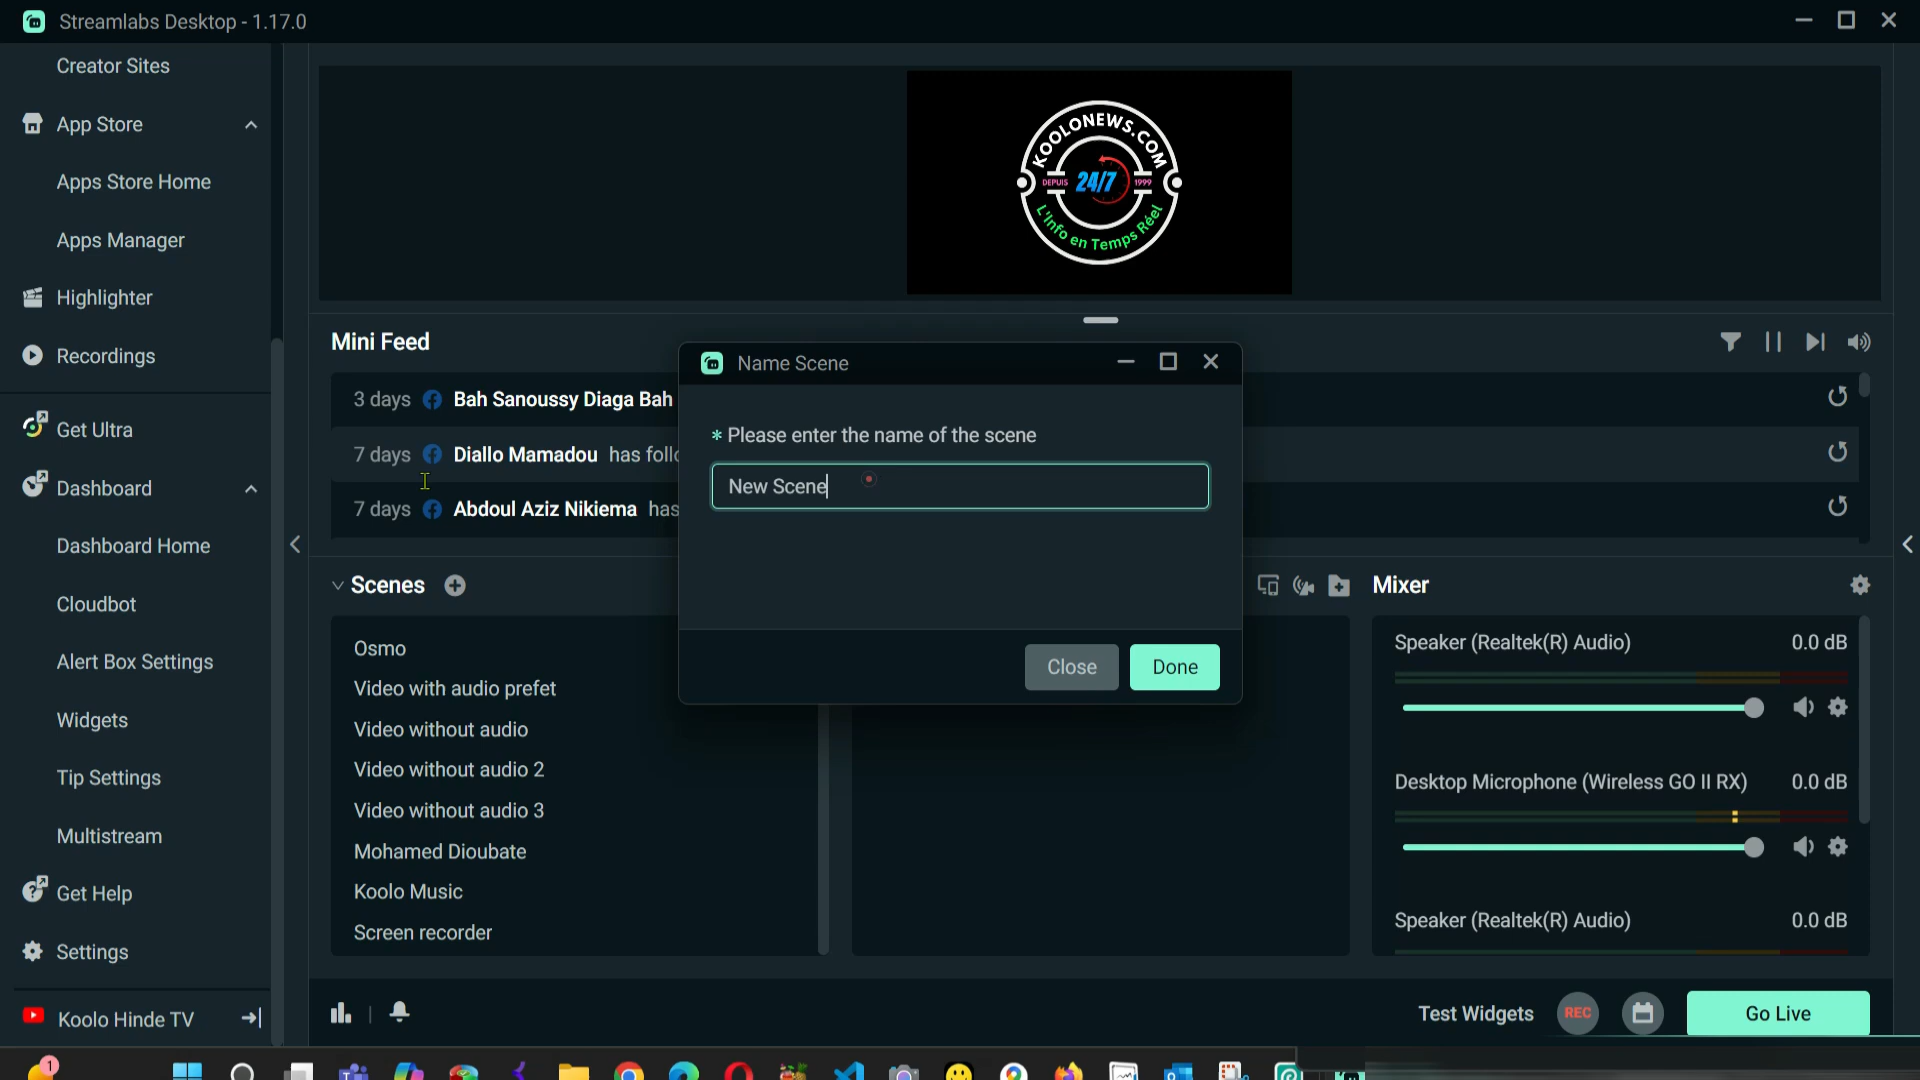 Streamlabs Desktop - 1.17.0
Creator Sites
App Store
Apps Store Home
Apps Manager
Highlighter
Recordings
Get Ultra
Dashboard
Dashboard Home
Cloudbot
Alert Box Settings
Widgets
Tip Settings
Multistream
Get Help
Settings
Koolo Hinde TV
KOOLONEWS.COM
DEPUIS 24/7 1999
L'Info en Temps Réel
Mini Feed
3 days Bah Sanoussy Diaga Bah
7 days Diallo Mamadou has follo
7 days Abdoul Aziz Nikiema has
Name Scene
* Please enter the name of the scene
New Scene
Close
Done
Scenes
Osmo
Video with audio prefet
Video without audio
Video without audio 2
Video without audio 3
Mohamed Dioubate
Koolo Music
Screen recorder
Mixer
Speaker (Realtek(R) Audio) 0.0 dB
Desktop Microphone (Wireless GO II RX) 0.0 dB
Speaker (Realtek(R) Audio) 0.0 dB
Test Widgets
REC
Go Live
1